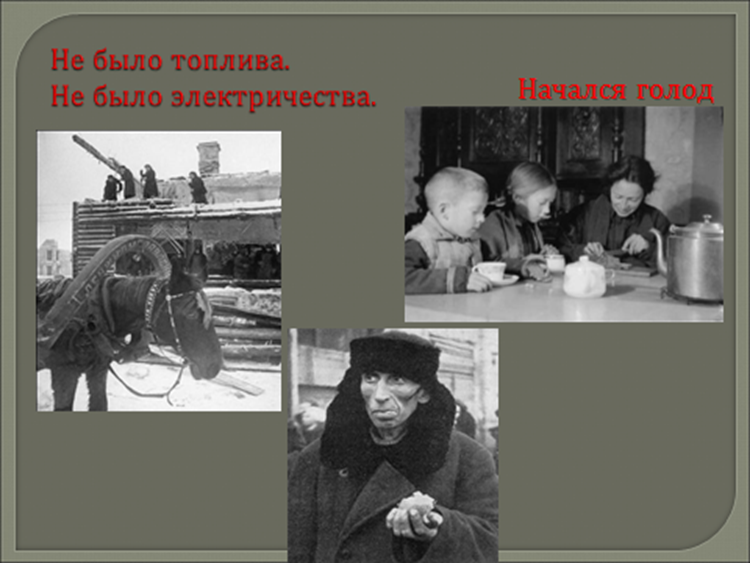 Не было топлива.
Не было электричества.
Начался голод